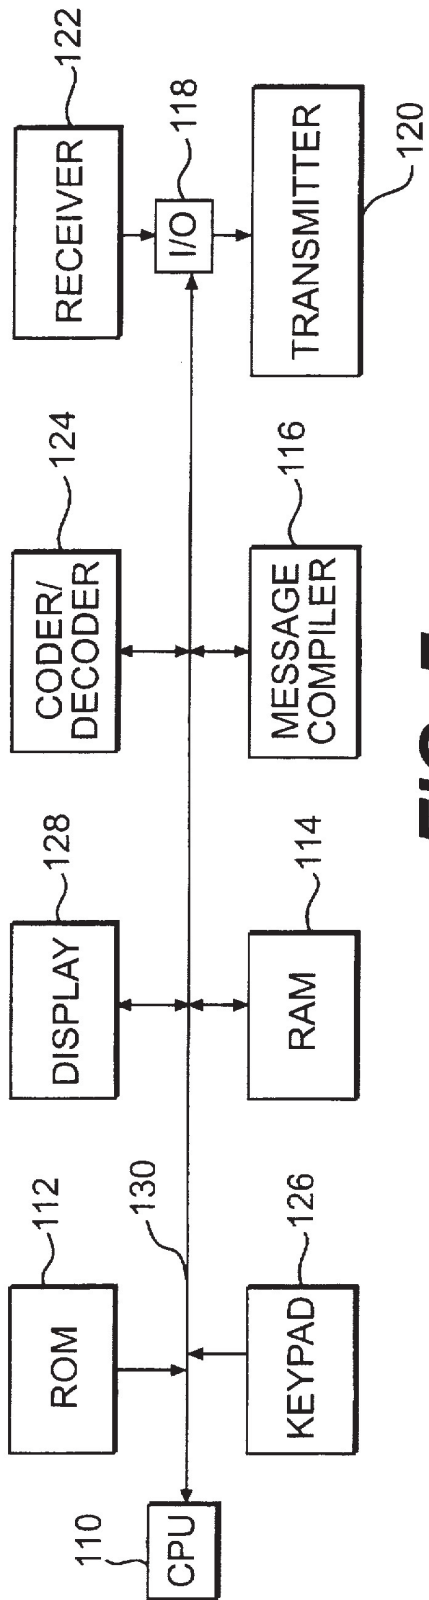 ROM
112
DISPLAY
128
CODER/
DECODER
124
RECEIVER
122
110
CPU
130
I/O
118
KEYPAD
126
RAM
114
MESSAGE
COMPILER
116
TRANSMITTER
120
FIG.